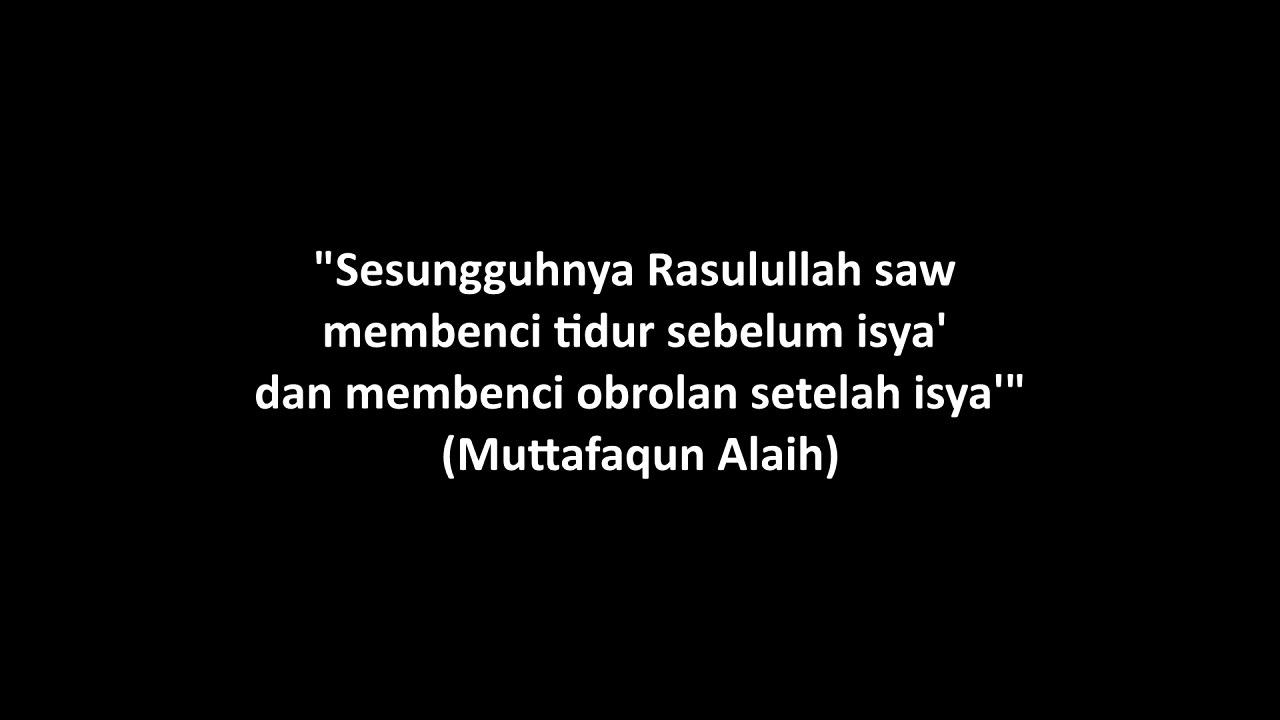 "Sesungguhnya Rasulullah saw
membenci tidur sebelum isya'
dan membenci obrolan setelah isya'"
(Muttafaqun Alaih)